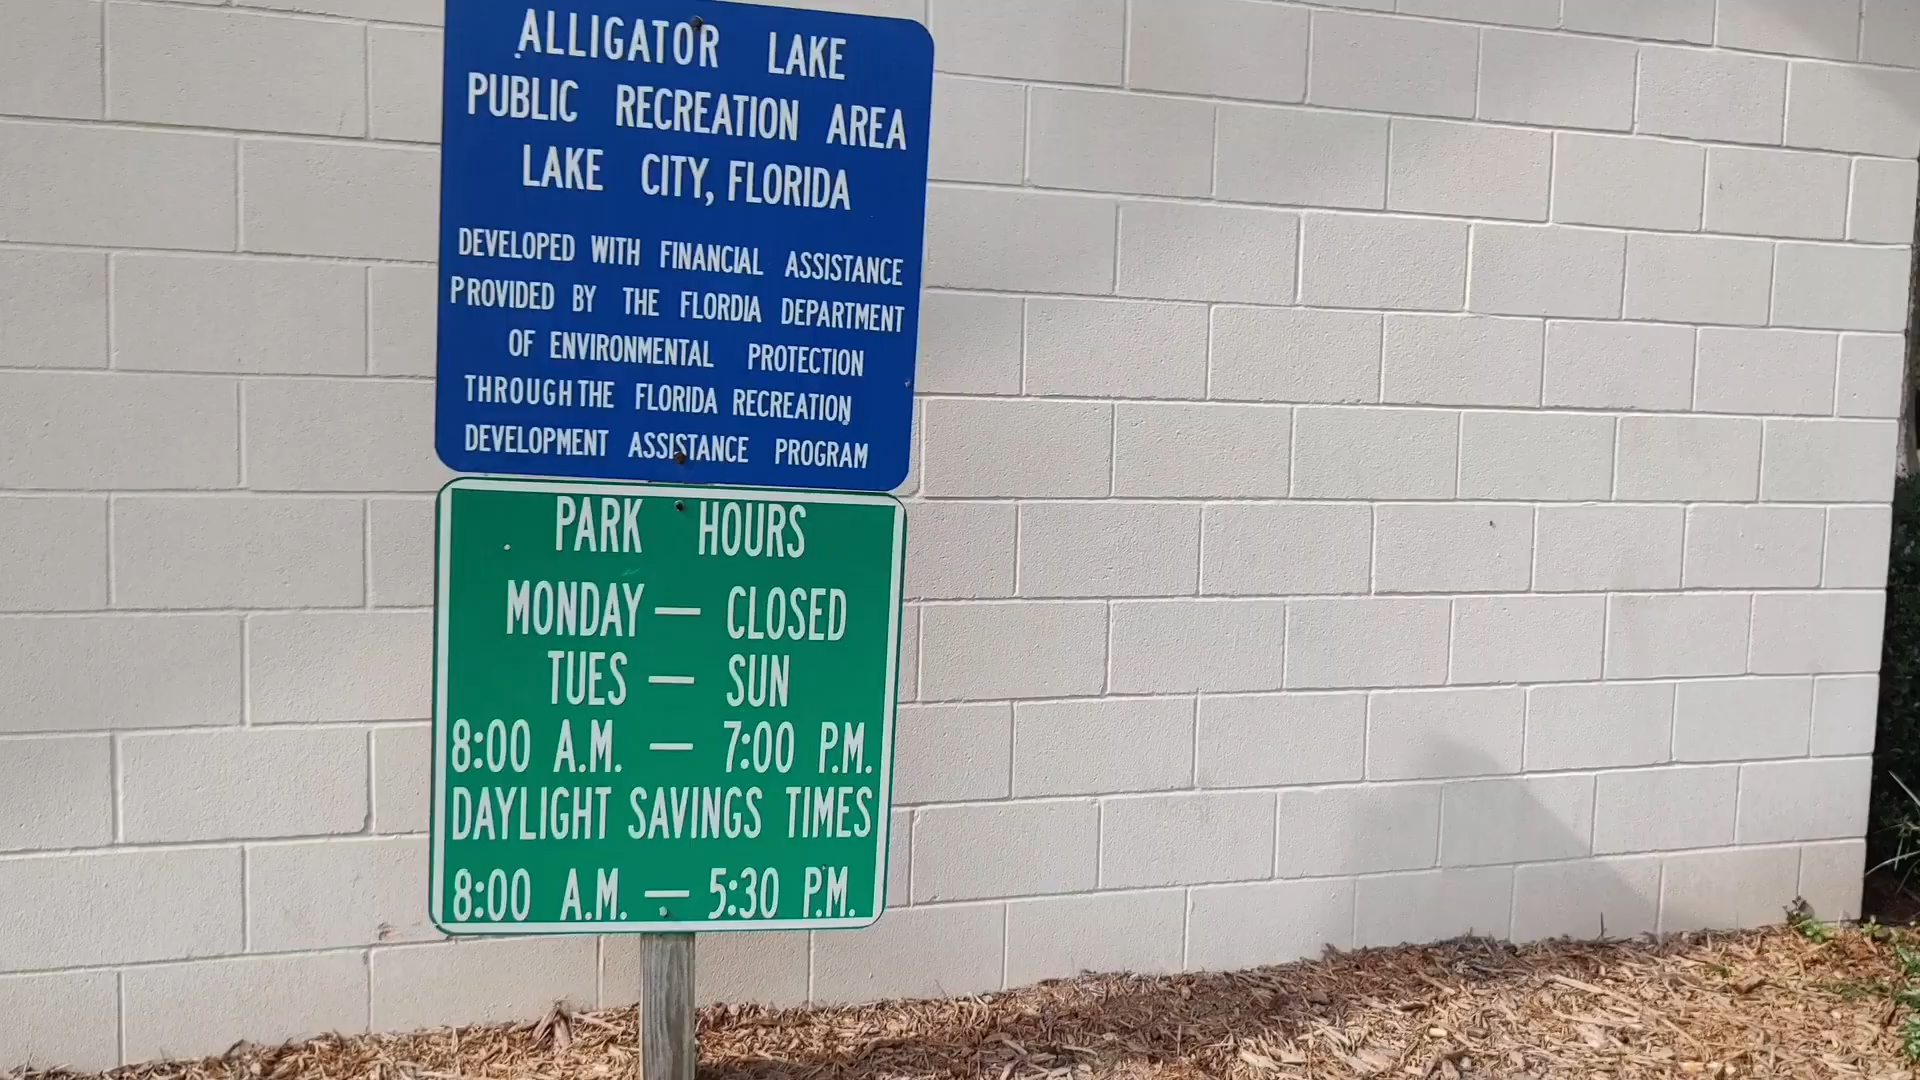 ALLIGATOR LAKE
PUBLIC RECREATION AREA
LAKE CITY, FLORIDA
DEVELOPED WITH FINANCIAL ASSISTANCE
PROVIDED BY THE FLORDIA DEPARTMENT
OF ENVIRONMENTAL PROTECTION
THROUGH THE FLORIDA RECREATION,
DEVELOPMENT ASSISTANCE PROGRAM
PARK HOURS
MONDAY — CLOSED
TUES — SUN
8:00 A.M. — 7:00 P.M.
DAYLIGHT SAVINGS TIMES
8:00 A.M. — 5:30 P.M.